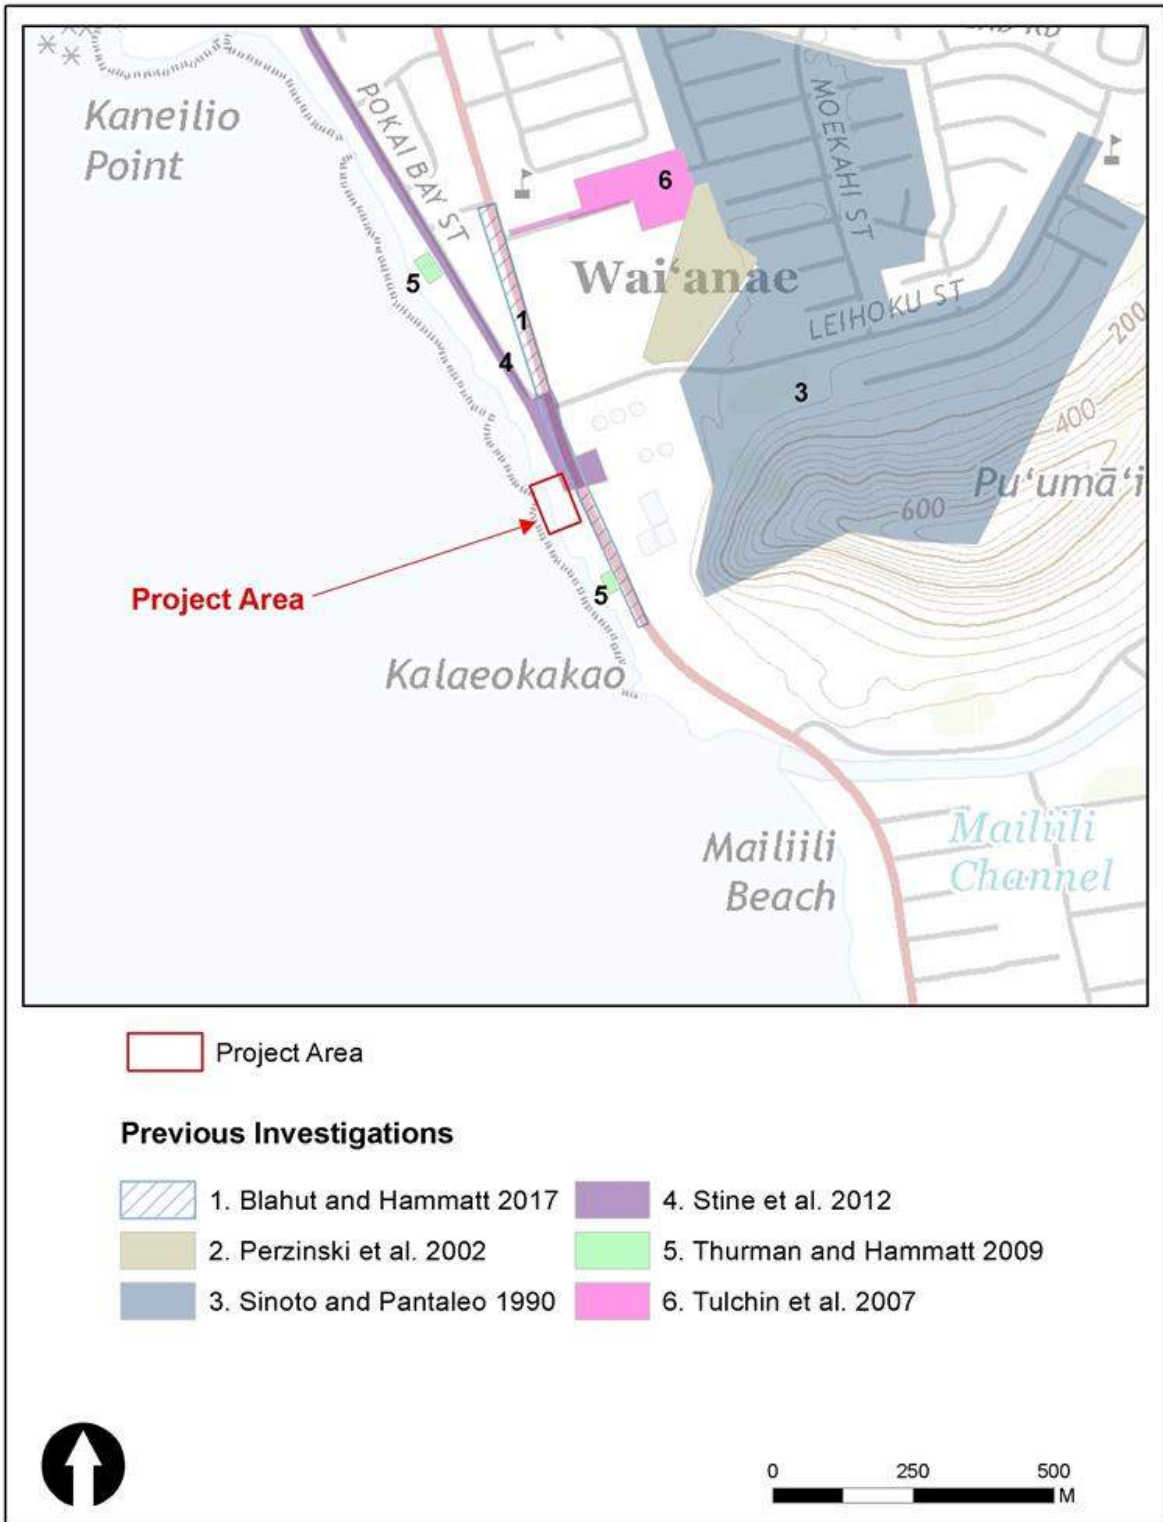 Kaneilio
Point
POKAI BAY ST
MOEKAHI ST
6
Wai‘anae
5
1
LEIHOKU ST
4
3
200
400
Pu‘umā‘i
600
Project Area
5
Kalaeokakao
Mailiili
Beach
Mailiili
Channel
Project Area
Previous Investigations
1. Blahut and Hammatt 2017
2. Perzinski et al. 2002
3. Sinoto and Pantaleo 1990
4. Stine et al. 2012
5. Thurman and Hammatt 2009
6. Tulchin et al. 2007
0 250 500
M